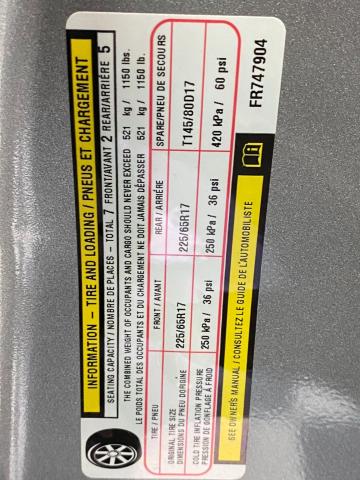 INFORMATION – TIRE AND LOADING / PNEUS ET CHARGEMENT
SEATING CAPACITY / NOMBRE DE PLACES – TOTAL 7 FRONT/AVANT 2 REAR/ARRIÈRE 5
THE COMBINED WEIGHT OF OCCUPANTS AND CARGO SHOULD NEVER EXCEED 521 kg / 1150 lbs.
LE POIDS TOTAL DES OCCUPANTS ET DU CHARGEMENT NE DOIT JAMAIS DÉPASSER 521 kg / 1150 lb.
TIRE / PNEU FRONT / AVANT REAR / ARRIÈRE SPARE/PNEU DE SECOURS
ORIGINAL TIRE SIZE
DIMENSIONS DU PNEU DORIGINE
225/65R17 225/65R17 T145/80D17
COLD TIRE INFLATION PRESSURE
PRESSION DE GONFLAGE À FROID
250 kPa / 36 psi 250 kPa / 36 psi 420 kPa / 60 psi
SEE OWNER'S MANUAL / CONSULTEZ LE GUIDE DE L'AUTOMOBILISTE
FR747904